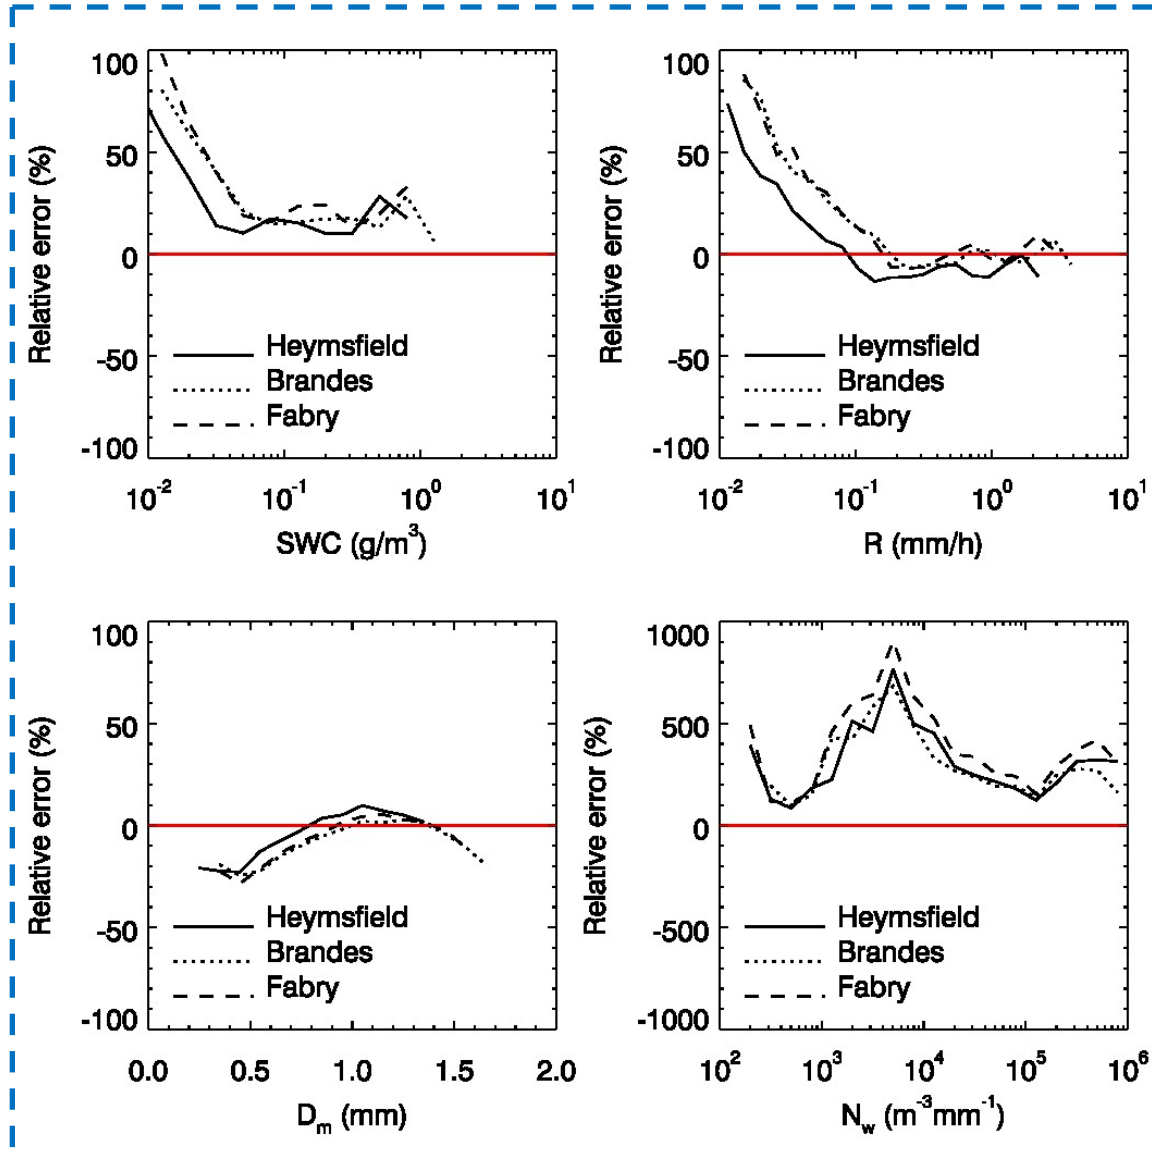 Relative error (%)
100
50
0
-50
-100
Heymsfield
Brandes
Fabry
10⁻² 10⁻¹ 10⁰ 10¹
SWC (g/m³)
Relative error (%)
100
50
0
-50
-100
Heymsfield
Brandes
Fabry
10⁻² 10⁻¹ 10⁰ 10¹
R (mm/h)
Relative error (%)
100
50
0
-50
-100
Heymsfield
Brandes
Fabry
0.0 0.5 1.0 1.5 2.0
Dₘ (mm)
Relative error (%)
1000
500
0
-500
-1000
Heymsfield
Brandes
Fabry
10² 10³ 10⁴ 10⁵ 10⁶
N_w (m⁻³mm⁻¹)